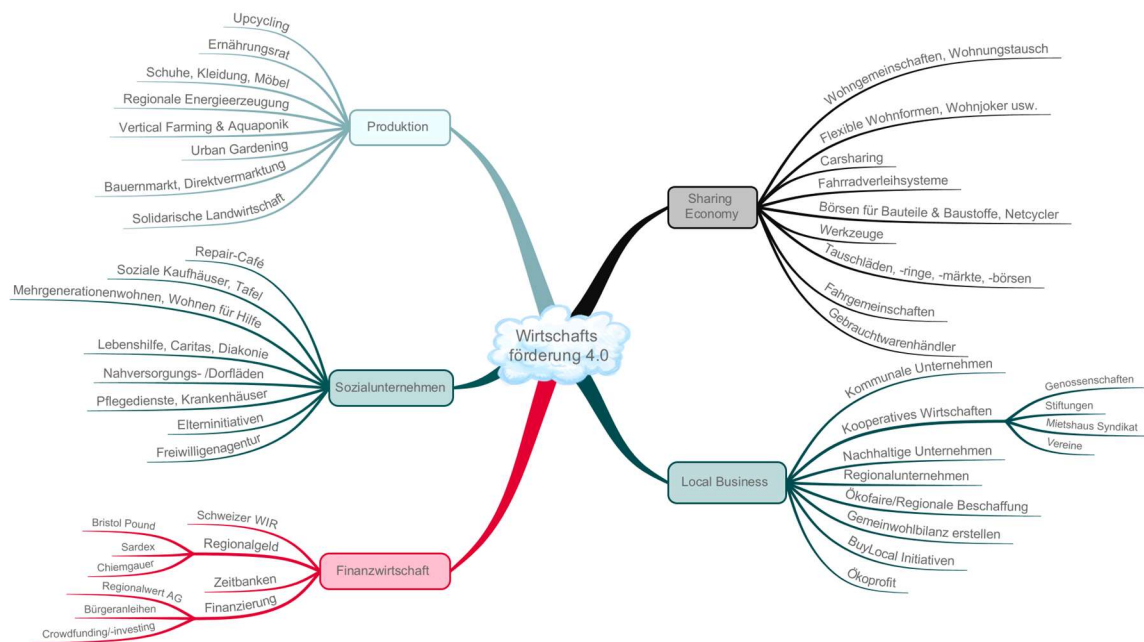 Upcycling
Ernährungsrat
Schuhe, Kleidung, Möbel
Regionale Energieerzeugung
Vertical Farming & Aquaponik
Urban Gardening
Bauernmarkt, Direktvermarktung
Solidarische Landwirtschaft
Produktion
Repair-Café
Soziale Kaufhäuser, Tafel
Mehrgenerationenwohnen, Wohnen für Hilfe
Lebenshilfe, Caritas, Diakonie
Nahversorgungs- /Dorfläden
Pflegedienste, Krankenhäuser
Elterninitiativen
Freiwilligenagentur
Sozialunternehmen
Schweizer WIR
Regionalgeld
Bristol Pound
Sardex
Chiemgauer
Zeitbanken
Finanzierung
Regionalwert AG
Bürgeranleihen
Crowdfunding/-investing
Finanzwirtschaft
Wirtschafts
förderung 4.0
Sharing
Economy
Wohngemeinschaften, Wohnungstausch
Flexible Wohnformen, Wohnjoker usw.
Carsharing
Fahrradverleihsysteme
Börsen für Bauteile & Baustoffe, Netcycler
Werkzeuge
Tauschläden, -ringe, -märkte, -börsen
Fahrgemeinschaften
Gebrauchtwarenhändler
Local Business
Kommunale Unternehmen
Kooperatives Wirtschaften
Genossenschaften
Stiftungen
Mietshaus Syndikat
Vereine
Nachhaltige Unternehmen
Regionalunternehmen
Ökofaire/Regionale Beschaffung
Gemeinwohlbilanz erstellen
BuyLocal Initiativen
Ökoprofit